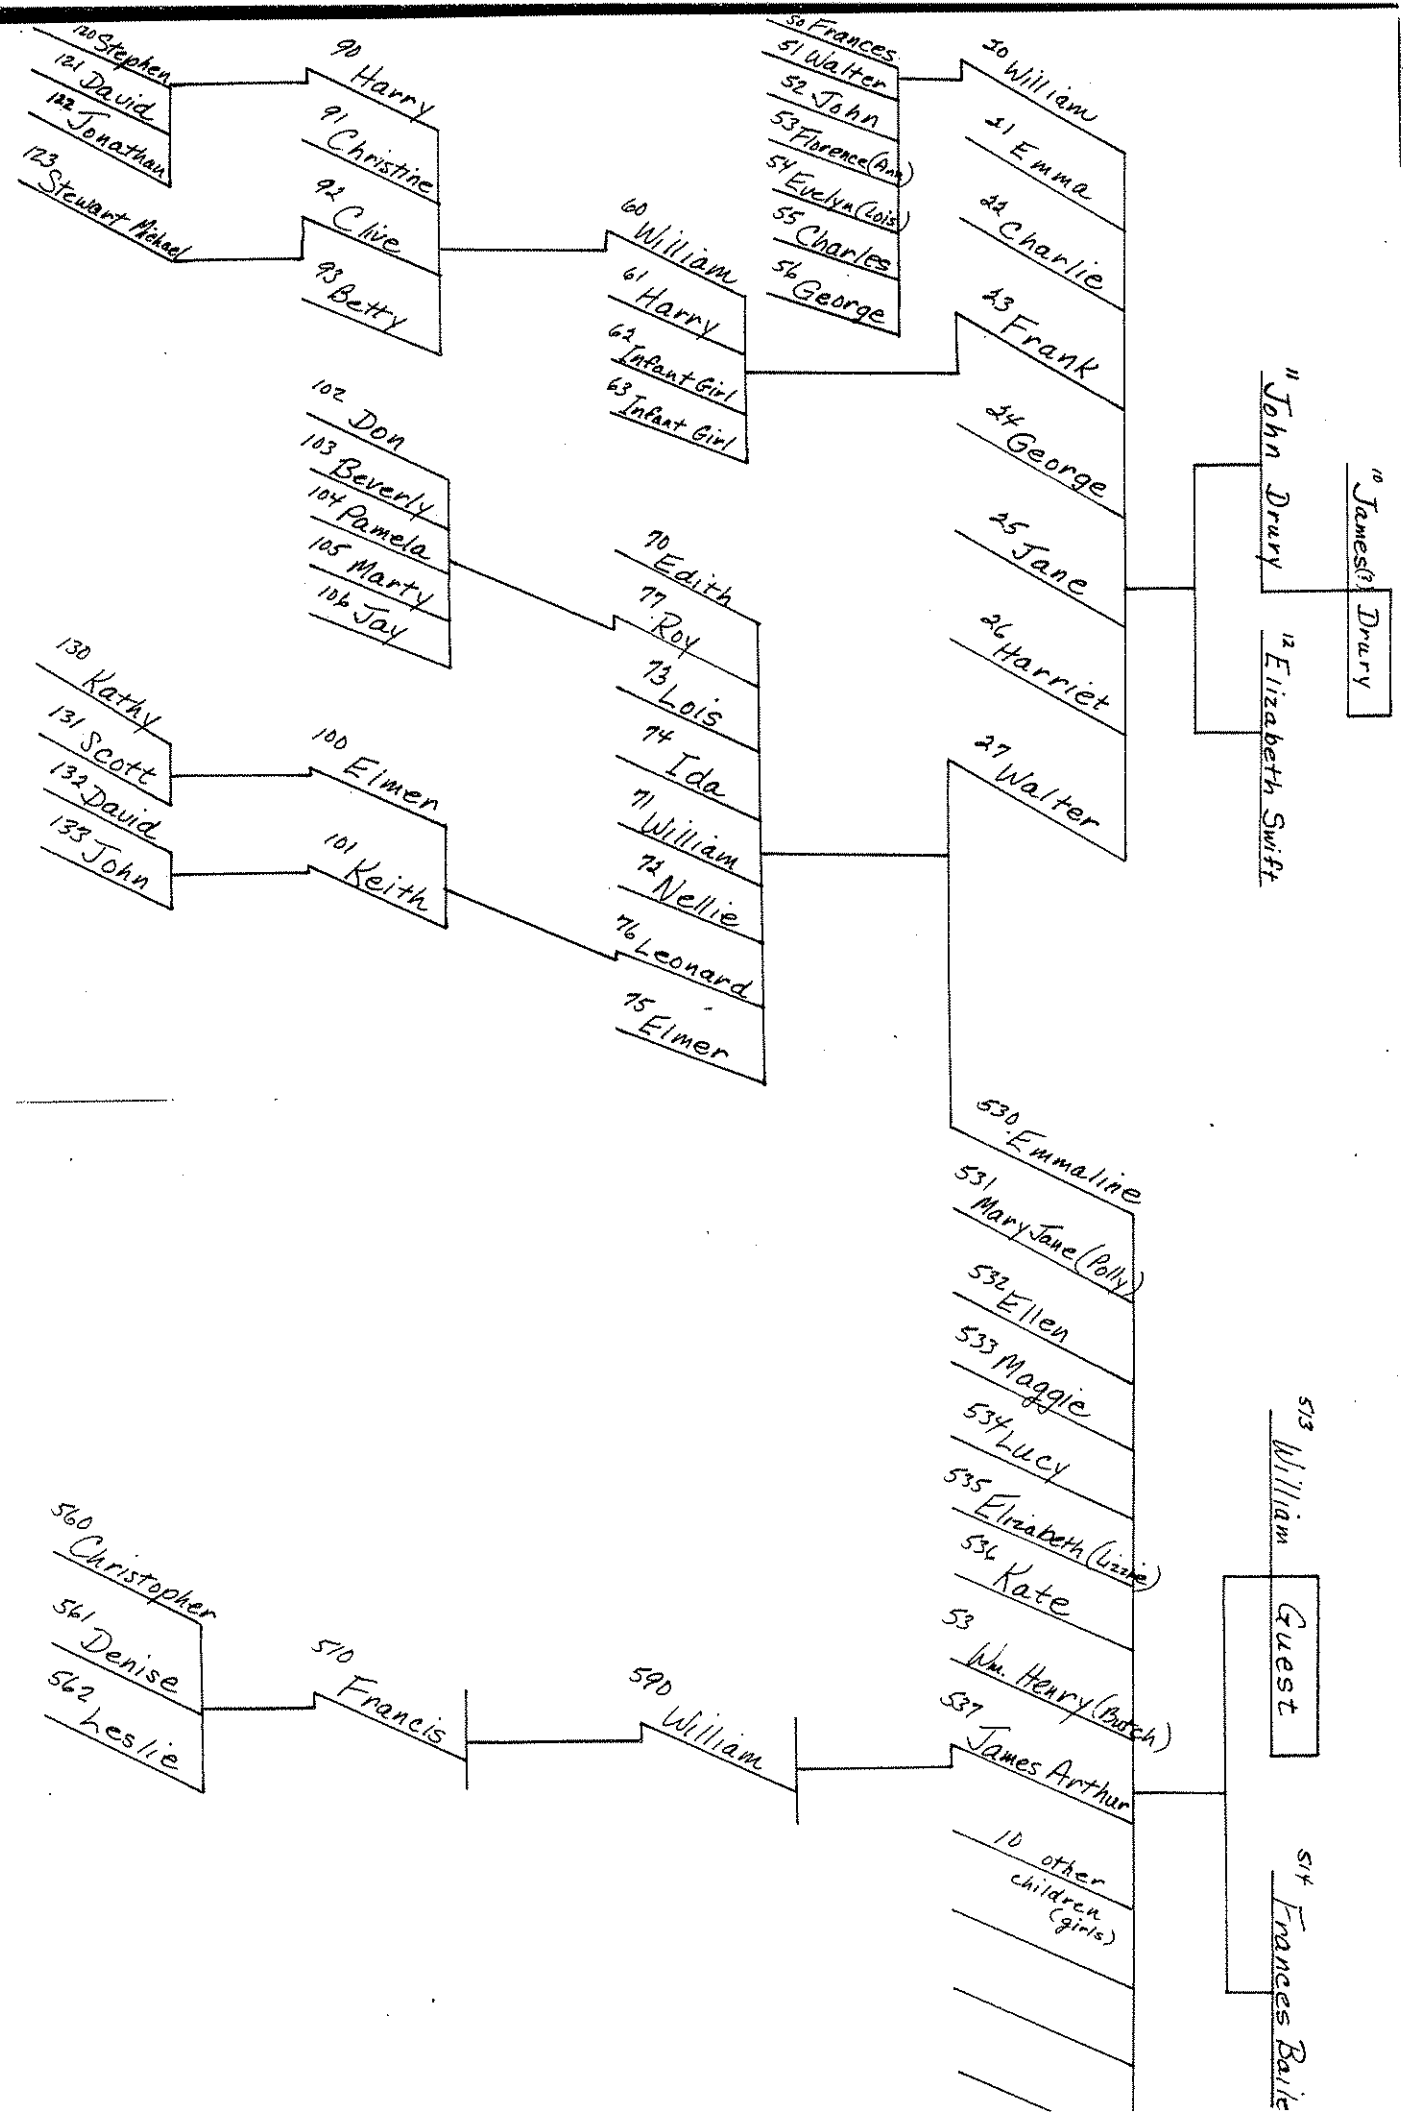 10 James(?) Drury
11 John Drury
12 Elizabeth Swift
20 William
21 Emma
22 Charlie
23 Frank
24 George
25 Jane
26 Harriet
27 Walter
50 Frances
51 Walter
52 John
53 Florence (Ann)
54 Evelyn (Lois)
55 Charles
56 George
60 William
61 Harry
62 Infant Girl
63 Infant Girl
90 Harry
91 Christine
92 Clive
93 Betty
120 Stephen
121 David
122 Jonathan
123 Stewart Michael
70 Edith
77 Roy
73 Lois
74 Ida
71 William
72 Nellie
76 Leonard
75 Elmer
102 Don
103 Beverly
104 Pamela
105 Marty
106 Jay
100 Elmer
101 Keith
130 Kathy
131 Scott
132 David
133 John
513 William Guest
514 Frances Baile
530 Emmaline
531 Mary Jane (Polly)
532 Ellen
533 Maggie
534 Lucy
535 Elizabeth (Lizzie)
536 Kate
53 Wm. Henry (Butch)
537 James Arthur
10 other
children
(girls)
590 William
510 Francis
560 Christopher
561 Denise
562 Leslie